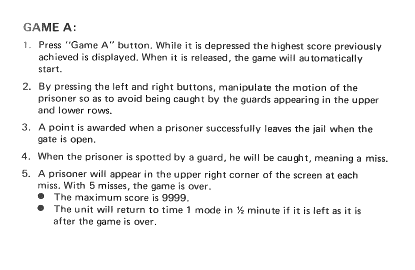 GAME A:
1. Press "Game A" button. While it is depressed the highest score previously
achieved is displayed. When it is released, the game will automatically
start.
2. By pressing the left and right buttons, manipulate the motion of the
prisoner so as to avoid being caught by the guards appearing in the upper
and lower rows.
3. A point is awarded when a prisoner successfully leaves the jail when the
gate is open.
4. When the prisoner is spotted by a guard, he will be caught, meaning a miss.
5. A prisoner will appear in the upper right corner of the screen at each
miss. With 5 misses, the game is over.
● The maximum score is 9999.
● The unit will return to time 1 mode in ½ minute if it is left as it is
after the game is over.